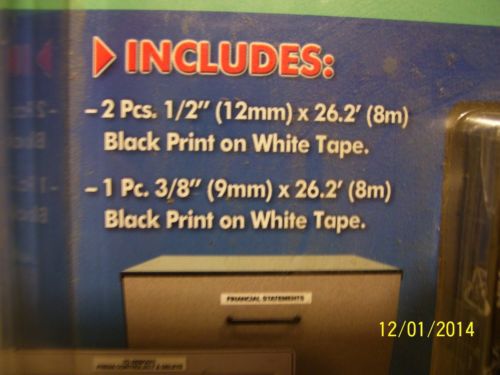 INCLUDES:
– 2 Pcs. 1/2" (12mm) x 26.2' (8m)
Black Print on White Tape.
– 1 Pc. 3/8" (9mm) x 26.2' (8m)
Black Print on White Tape.
FINANCIAL STATEMENTS
12/01/2014